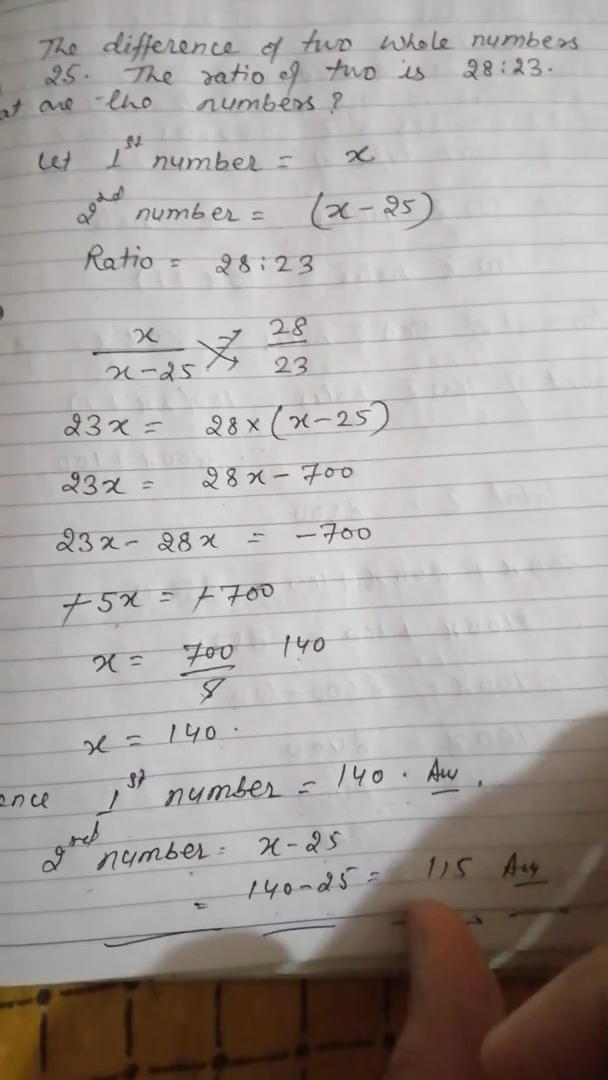 The difference of two whole numbers
25. The ratio of two is 28:23.
at are the numbers?
Let 1st number = x
2nd number = (x-25)
Ratio = 28:23
x/x-25 28/23
23x = 28×(x-25)
23x = 28x-700
23x - 28x = -700
+5x = +700
x = 700/5 140
x = 140.
ence 1st number = 140. Ans.
2nd number = x-25
= 140-25 = 115 Ans